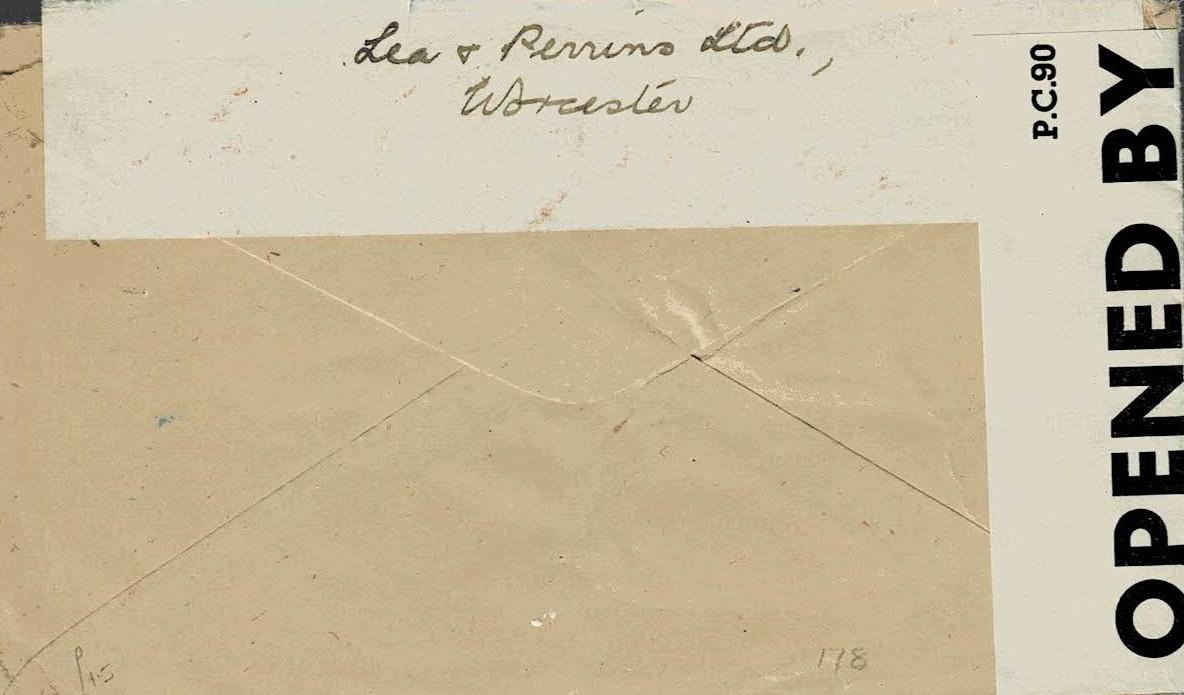 Lea & Perrins Ltd.,
Worcester
P.C.90
OPENED BY
178